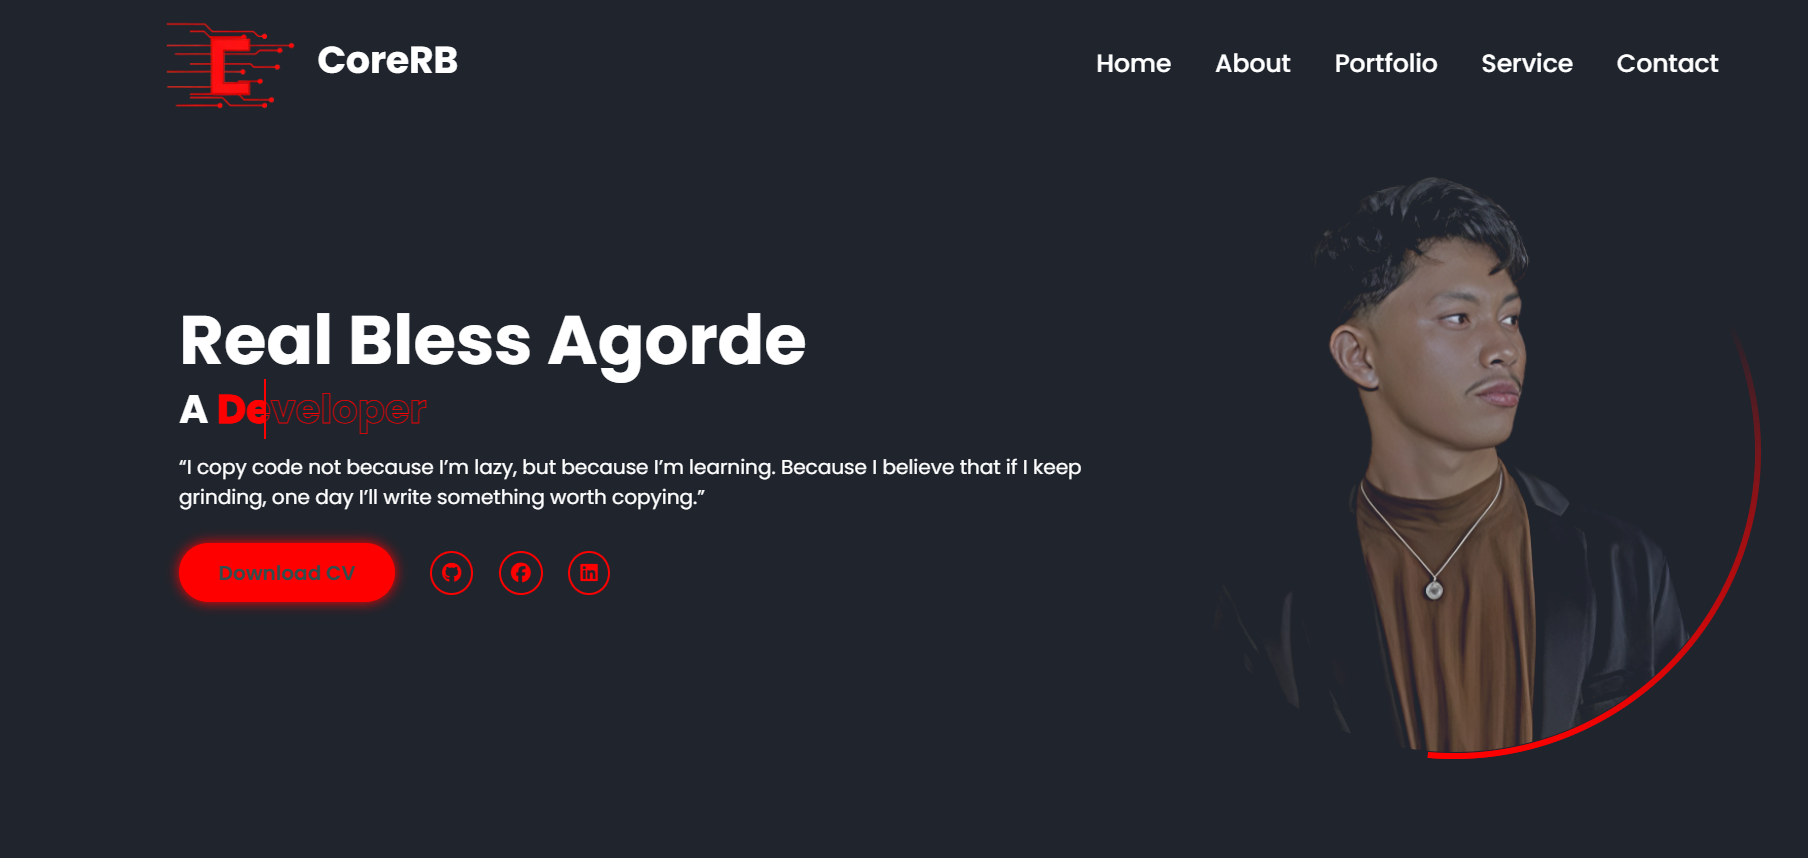 CoreRB
Home About Portfolio Service Contact
Real Bless Agorde
A Developer
“I copy code not because I’m lazy, but because I’m learning. Because I believe that if I keep
grinding, one day I’ll write something worth copying.”
Download CV